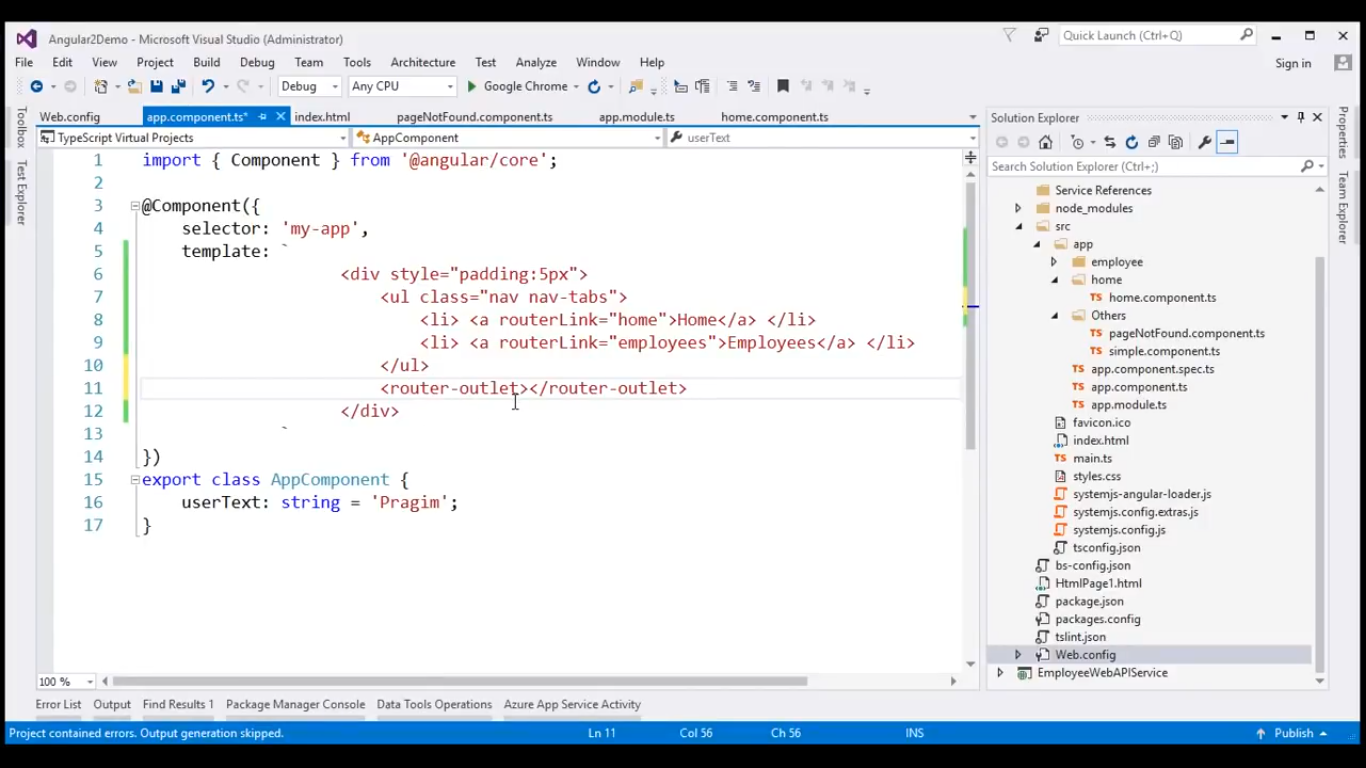 Angular2Demo - Microsoft Visual Studio (Administrator)
Quick Launch (Ctrl+Q)
File Edit View Project Build Debug Team Tools Architecture Test Analyze Window Help
Sign in
Debug Any CPU Google Chrome
Web.config app.component.ts* index.html pageNotFound.component.ts app.module.ts home.component.ts
TypeScript Virtual Projects AppComponent userText
Toolbox
Test Explorer
1 import { Component } from '@angular/core';
2
3 @Component({
4 selector: 'my-app',
5 template: `
6 <div style="padding:5px">
7 <ul class="nav nav-tabs">
8 <li> <a routerLink="home">Home</a> </li>
9 <li> <a routerLink="employees">Employees</a> </li>
10 </ul>
11 <router-outlet></router-outlet>
12 </div>
13 `
14 })
15 export class AppComponent {
16 userText: string = 'Pragim';
17 }
100 %
Solution Explorer
Search Solution Explorer (Ctrl+;)
Service References
node_modules
src
app
employee
home
TS home.component.ts
Others
TS pageNotFound.component.ts
TS simple.component.ts
TS app.component.spec.ts
TS app.component.ts
TS app.module.ts
favicon.ico
index.html
TS main.ts
styles.css
systemjs-angular-loader.js
systemjs.config.extras.js
systemjs.config.js
tsconfig.json
bs-config.json
HtmlPage1.html
package.json
packages.config
tslint.json
Web.config
EmployeeWebAPIService
Properties
Team Explorer
Error List Output Find Results 1 Package Manager Console Data Tools Operations Azure App Service Activity
Project contained errors. Output generation skipped. Ln 11 Col 56 Ch 56 INS Publish